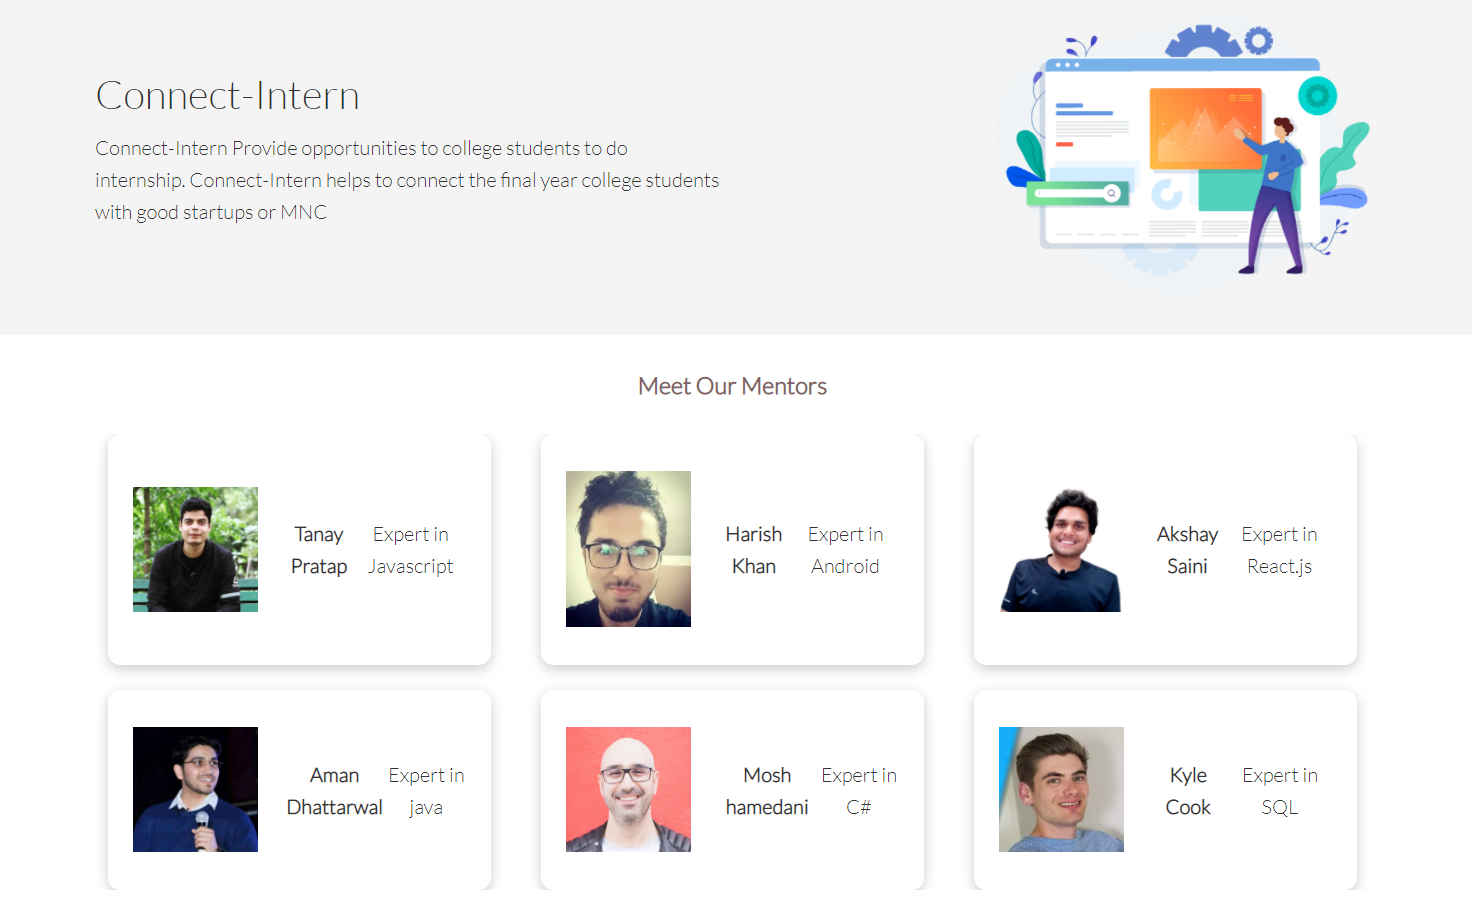 Connect-Intern
Connect-Intern Provide opportunities to college students to do
internship. Connect-Intern helps to connect the final year college students
with good startups or MNC
Meet Our Mentors
Tanay
Pratap
Expert in
Javascript
Harish
Khan
Expert in
Android
Akshay
Saini
Expert in
React.js
Aman
Dhattarwal
Expert in
java
Mosh
hamedani
Expert in
C#
Kyle
Cook
Expert in
SQL